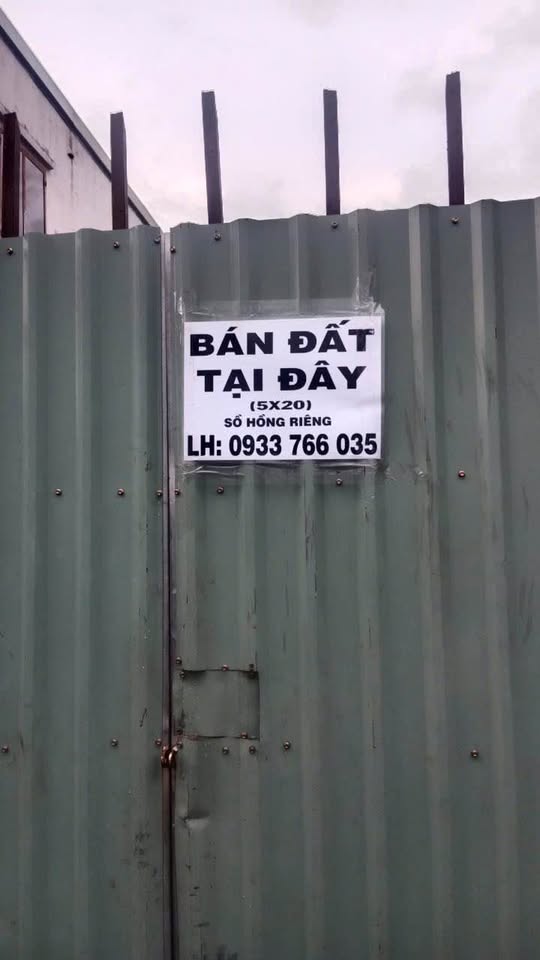 BÁN ĐẤT
TẠI ĐÂY
(5X20)
SỔ HỒNG RIÊNG
LH: 0933 766 035